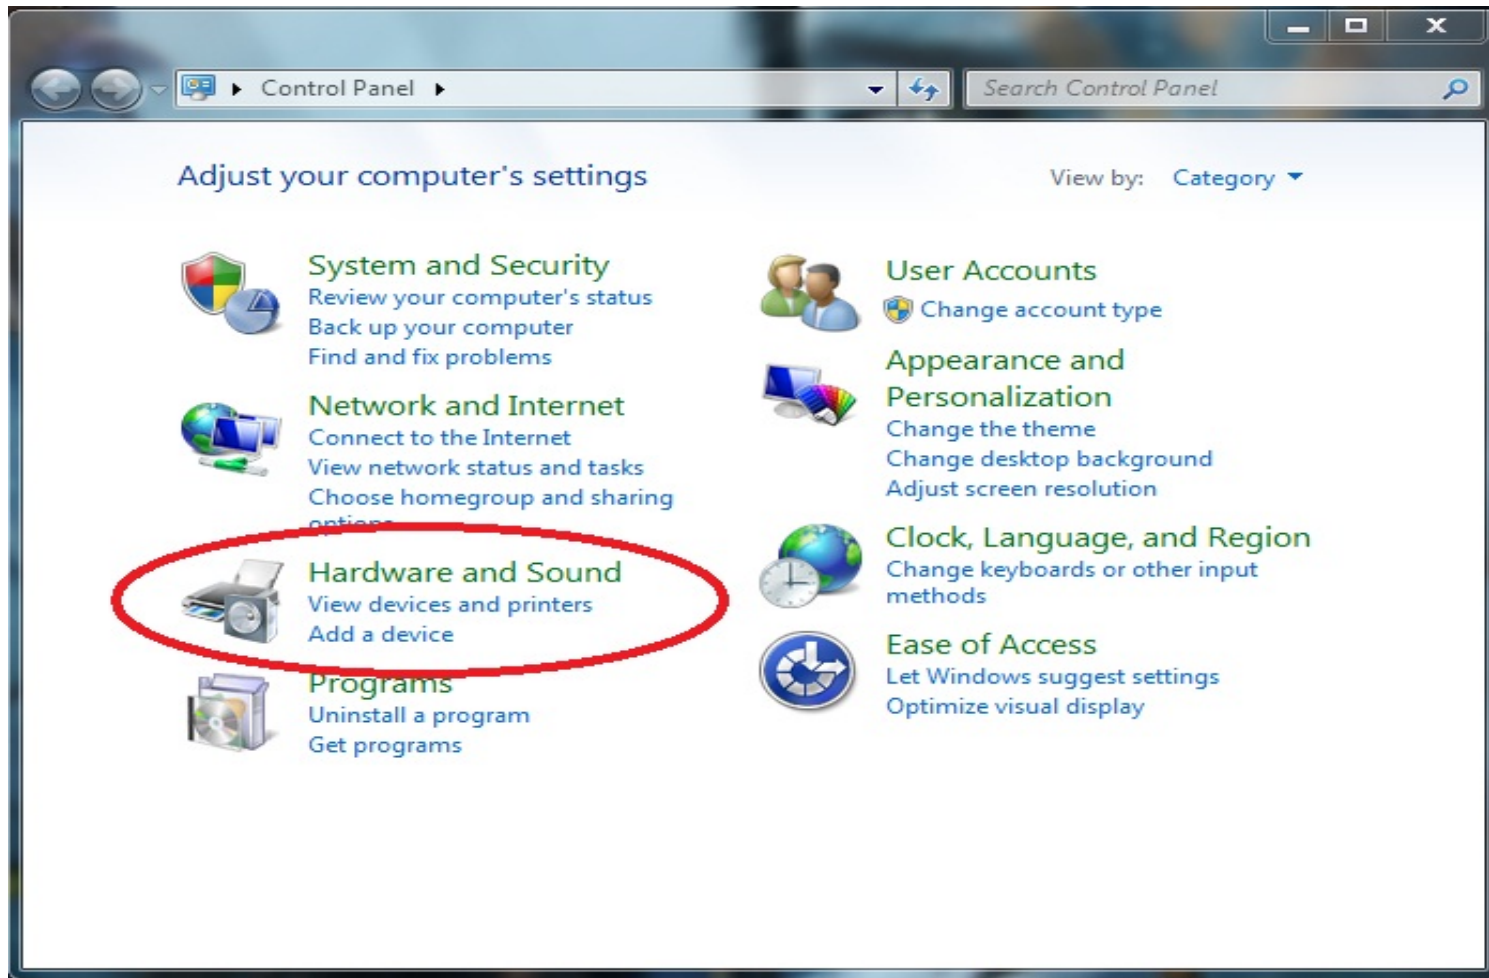 Control Panel
Search Control Panel
Adjust your computer's settings
View by: Category
System and Security
Review your computer's status
Back up your computer
Find and fix problems
Network and Internet
Connect to the Internet
View network status and tasks
Choose homegroup and sharing
options
Hardware and Sound
View devices and printers
Add a device
Programs
Uninstall a program
Get programs
User Accounts
Change account type
Appearance and
Personalization
Change the theme
Change desktop background
Adjust screen resolution
Clock, Language, and Region
Change keyboards or other input
methods
Ease of Access
Let Windows suggest settings
Optimize visual display